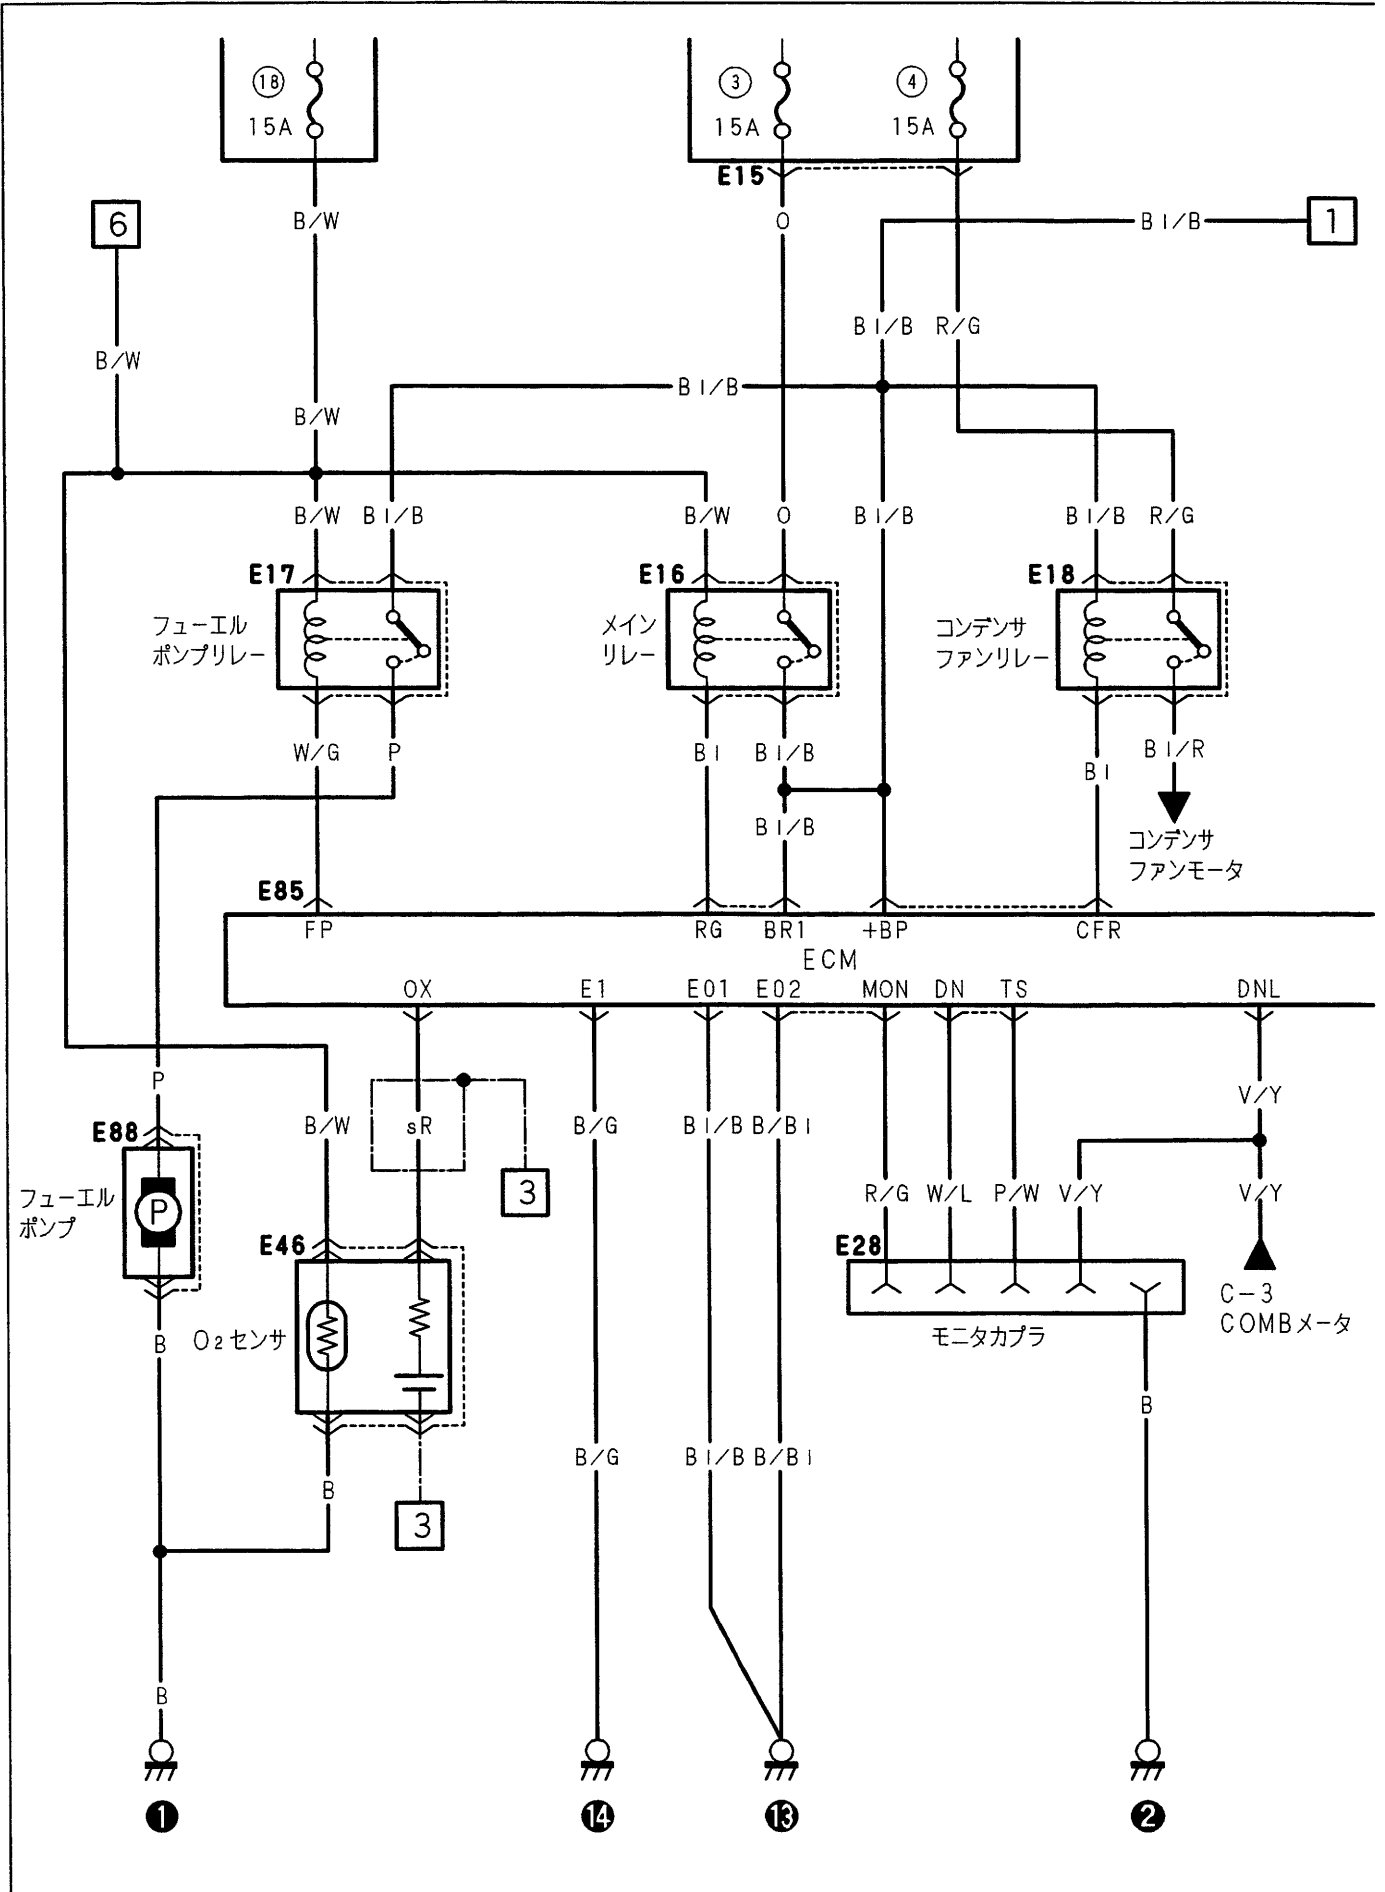 18
15A
3
15A
4
15A
E15
6
B/W
O
Bl/B
1
Bl/B
R/G
B/W
Bl/B
B/W
B/W
Bl/B
B/W
O
Bl/B
Bl/B
R/G
E17
E16
E18
フューエル
ポンプリレー
メイン
リレー
コンデンサ
ファンリレー
W/G
P
Bl
Bl/B
Bl
Bl/R
Bl/B
コンデンサ
ファンモータ
E85
FP
RG
BR1
+BP
CFR
ECM
OX
E1
E01
E02
MON
DN
TS
DNL
P
V/Y
E88
B/W
sR
B/G
Bl/B
B/Bl
フューエル
ポンプ
P
3
R/G
W/L
P/W
V/Y
V/Y
E46
E28
O2センサ
モニタカプラ
C-3
COMBメータ
B
B
B/G
Bl/B
B/Bl
B
3
B
1
14
13
2